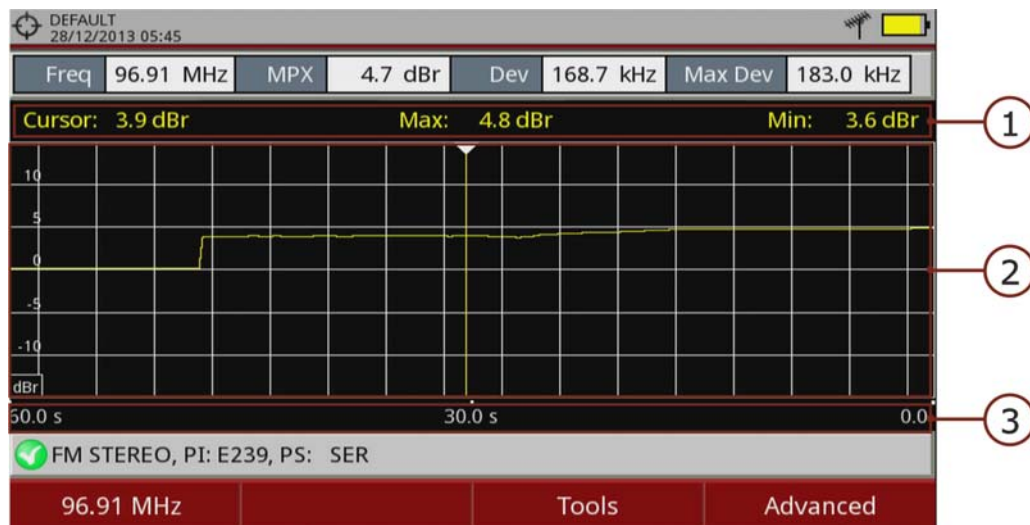 DEFAULT
28/12/2013 05:45
Freq 96.91 MHz MPX 4.7 dBr Dev 168.7 kHz Max Dev 183.0 kHz
Cursor: 3.9 dBr Max: 4.8 dBr Min: 3.6 dBr
1
10
5
0
2
-5
-10
dBr
60.0 s 30.0 s 0.0
3
FM STEREO, PI: E239, PS: SER
96.91 MHz Tools Advanced